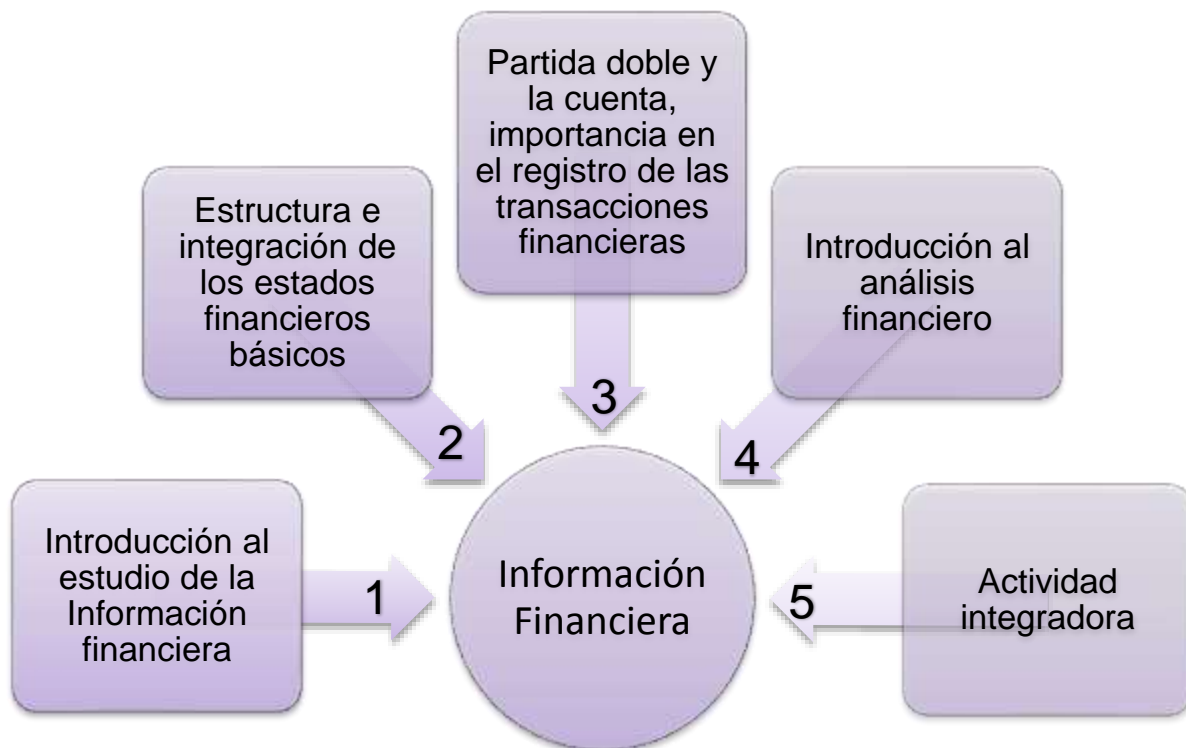 Partida doble y
la cuenta,
importancia en
el registro de las
transacciones
financieras
Estructura e
integración de
los estados
financieros
básicos
Introducción al
análisis
financiero
3
2
4
Introducción al
estudio de la
Información
financiera
1
Información
Financiera
5
Actividad
integradora